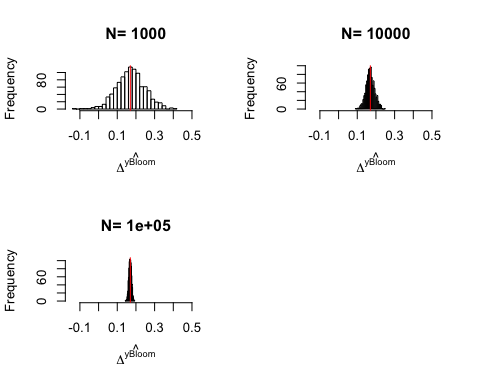 N= 1000
Frequency
0 80
-0.1 0.1 0.3 0.5
Δ^yBloom
N= 10000
Frequency
0 60
-0.1 0.1 0.3 0.5
Δ^yBloom
N= 1e+05
Frequency
0 60
-0.1 0.1 0.3 0.5
Δ^yBloom